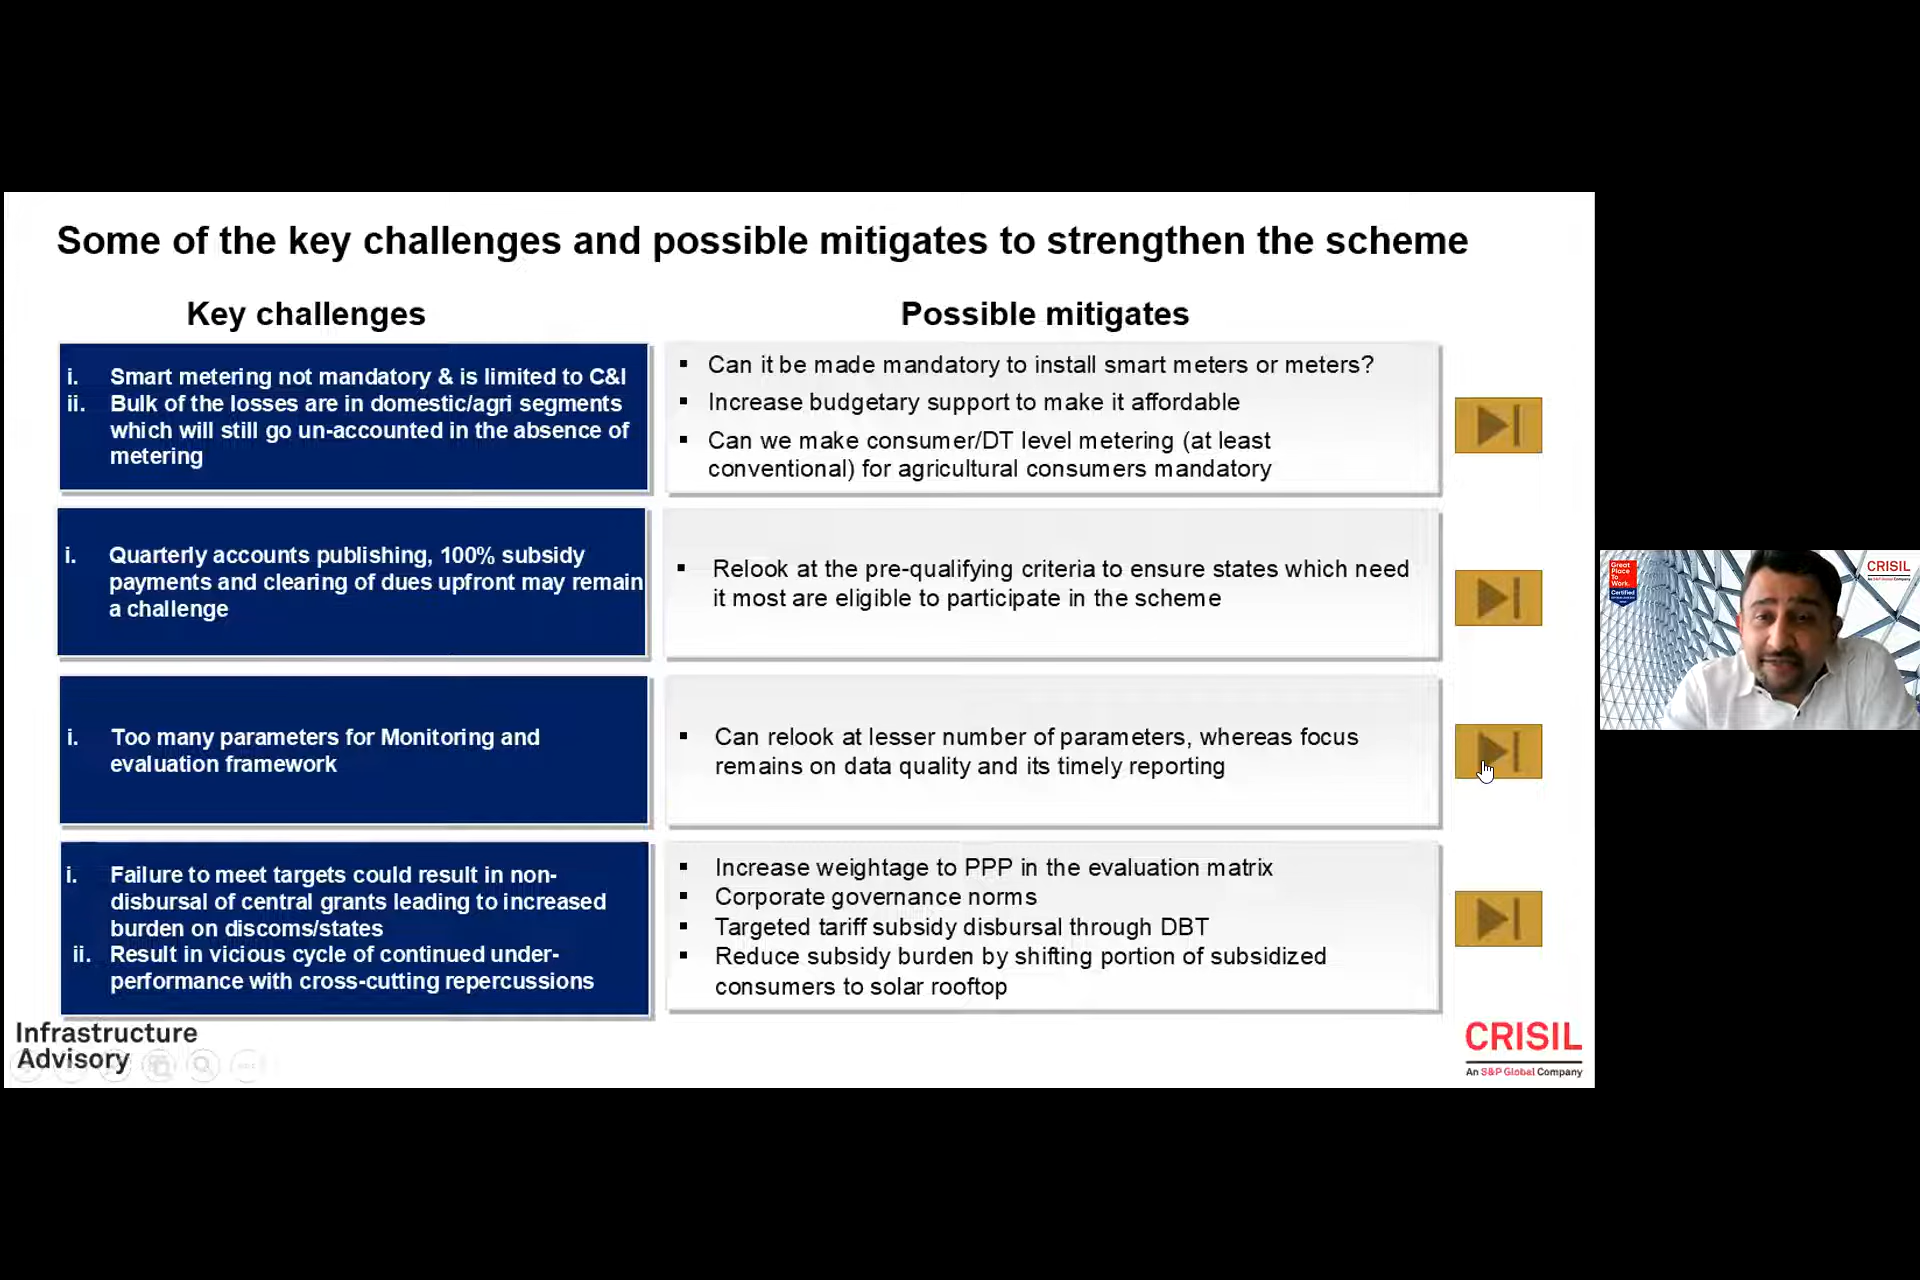 Some of the key challenges and possible mitigates to strengthen the scheme
Key challenges
Possible mitigates
i. Smart metering not mandatory & is limited to C&I
ii. Bulk of the losses are in domestic/agri segments
which will still go un-accounted in the absence of
metering
▪ Can it be made mandatory to install smart meters or meters?
▪ Increase budgetary support to make it affordable
▪ Can we make consumer/DT level metering (at least
conventional) for agricultural consumers mandatory
i. Quarterly accounts publishing, 100% subsidy
payments and clearing of dues upfront may remain
a challenge
▪ Relook at the pre-qualifying criteria to ensure states which need
it most are eligible to participate in the scheme
i. Too many parameters for Monitoring and
evaluation framework
▪ Can relook at lesser number of parameters, whereas focus
remains on data quality and its timely reporting
i. Failure to meet targets could result in non-
disbursal of central grants leading to increased
burden on discoms/states
ii. Result in vicious cycle of continued under-
performance with cross-cutting repercussions
▪ Increase weightage to PPP in the evaluation matrix
▪ Corporate governance norms
▪ Targeted tariff subsidy disbursal through DBT
▪ Reduce subsidy burden by shifting portion of subsidized
consumers to solar rooftop
Infrastructure
Advisory
CRISIL
An S&P Global Company
Great
Place
To
Work.
Certified
CRISIL
An S&P Global Company